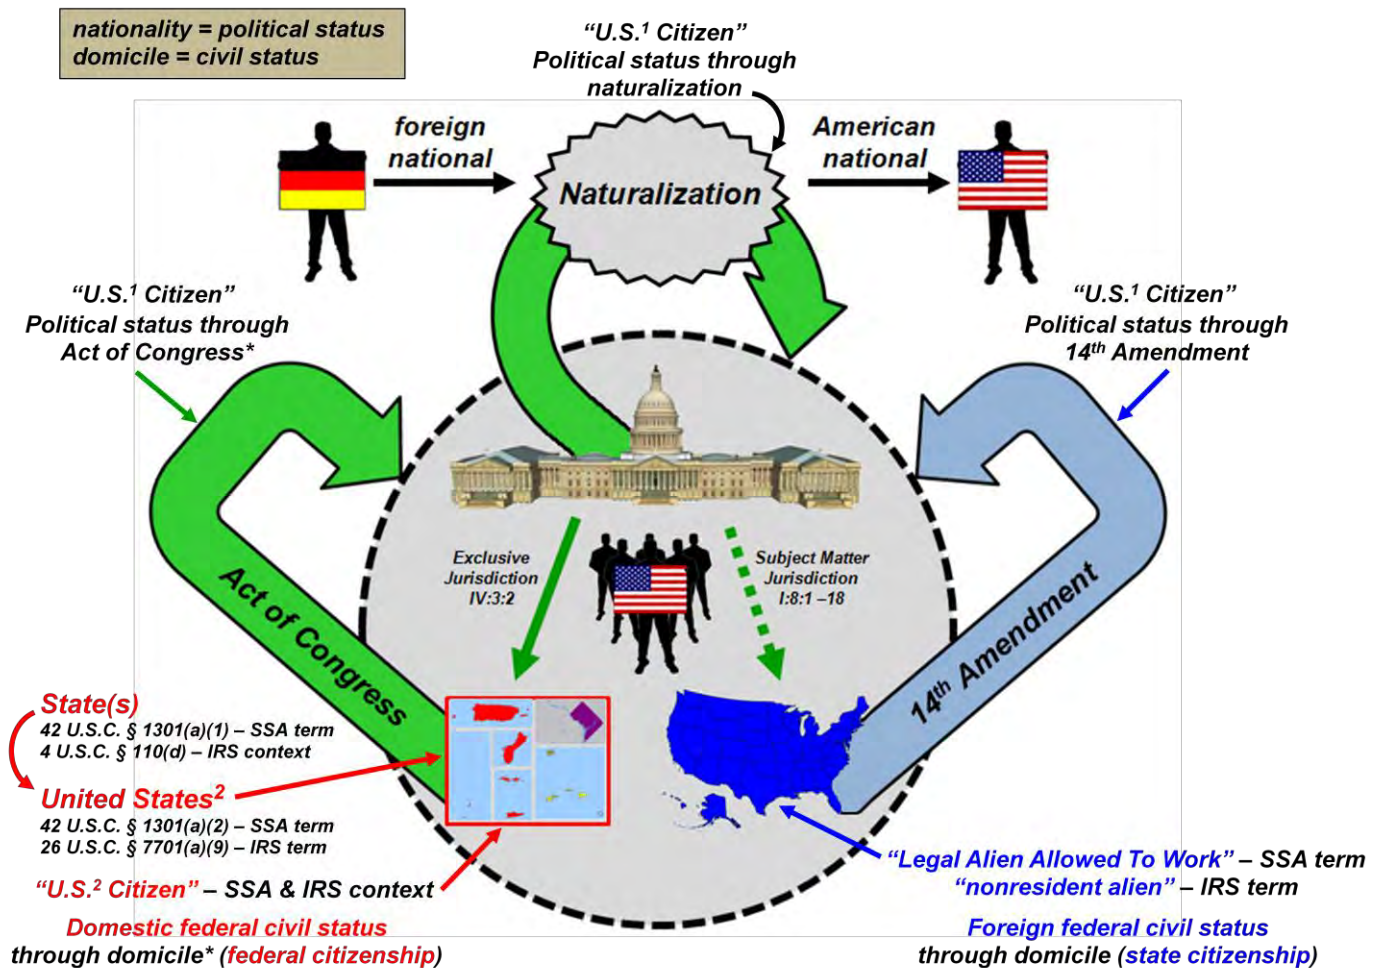 nationality = political status
domicile = civil status
“U.S.¹ Citizen”
Political status through
naturalization
foreign
national
Naturalization
American
national
“U.S.¹ Citizen”
Political status through
Act of Congress*
“U.S.¹ Citizen”
Political status through
14th Amendment
Exclusive
Jurisdiction
IV:3:2
Subject Matter
Jurisdiction
I:8:1 –18
Act of Congress
14th Amendment
State(s)
42 U.S.C. § 1301(a)(1) – SSA term
4 U.S.C. § 110(d) – IRS context
United States²
42 U.S.C. § 1301(a)(2) – SSA term
26 U.S.C. § 7701(a)(9) – IRS term
“U.S.² Citizen” – SSA & IRS context
Domestic federal civil status
through domicile* (federal citizenship)
“Legal Alien Allowed To Work” – SSA term
“nonresident alien” – IRS term
Foreign federal civil status
through domicile (state citizenship)